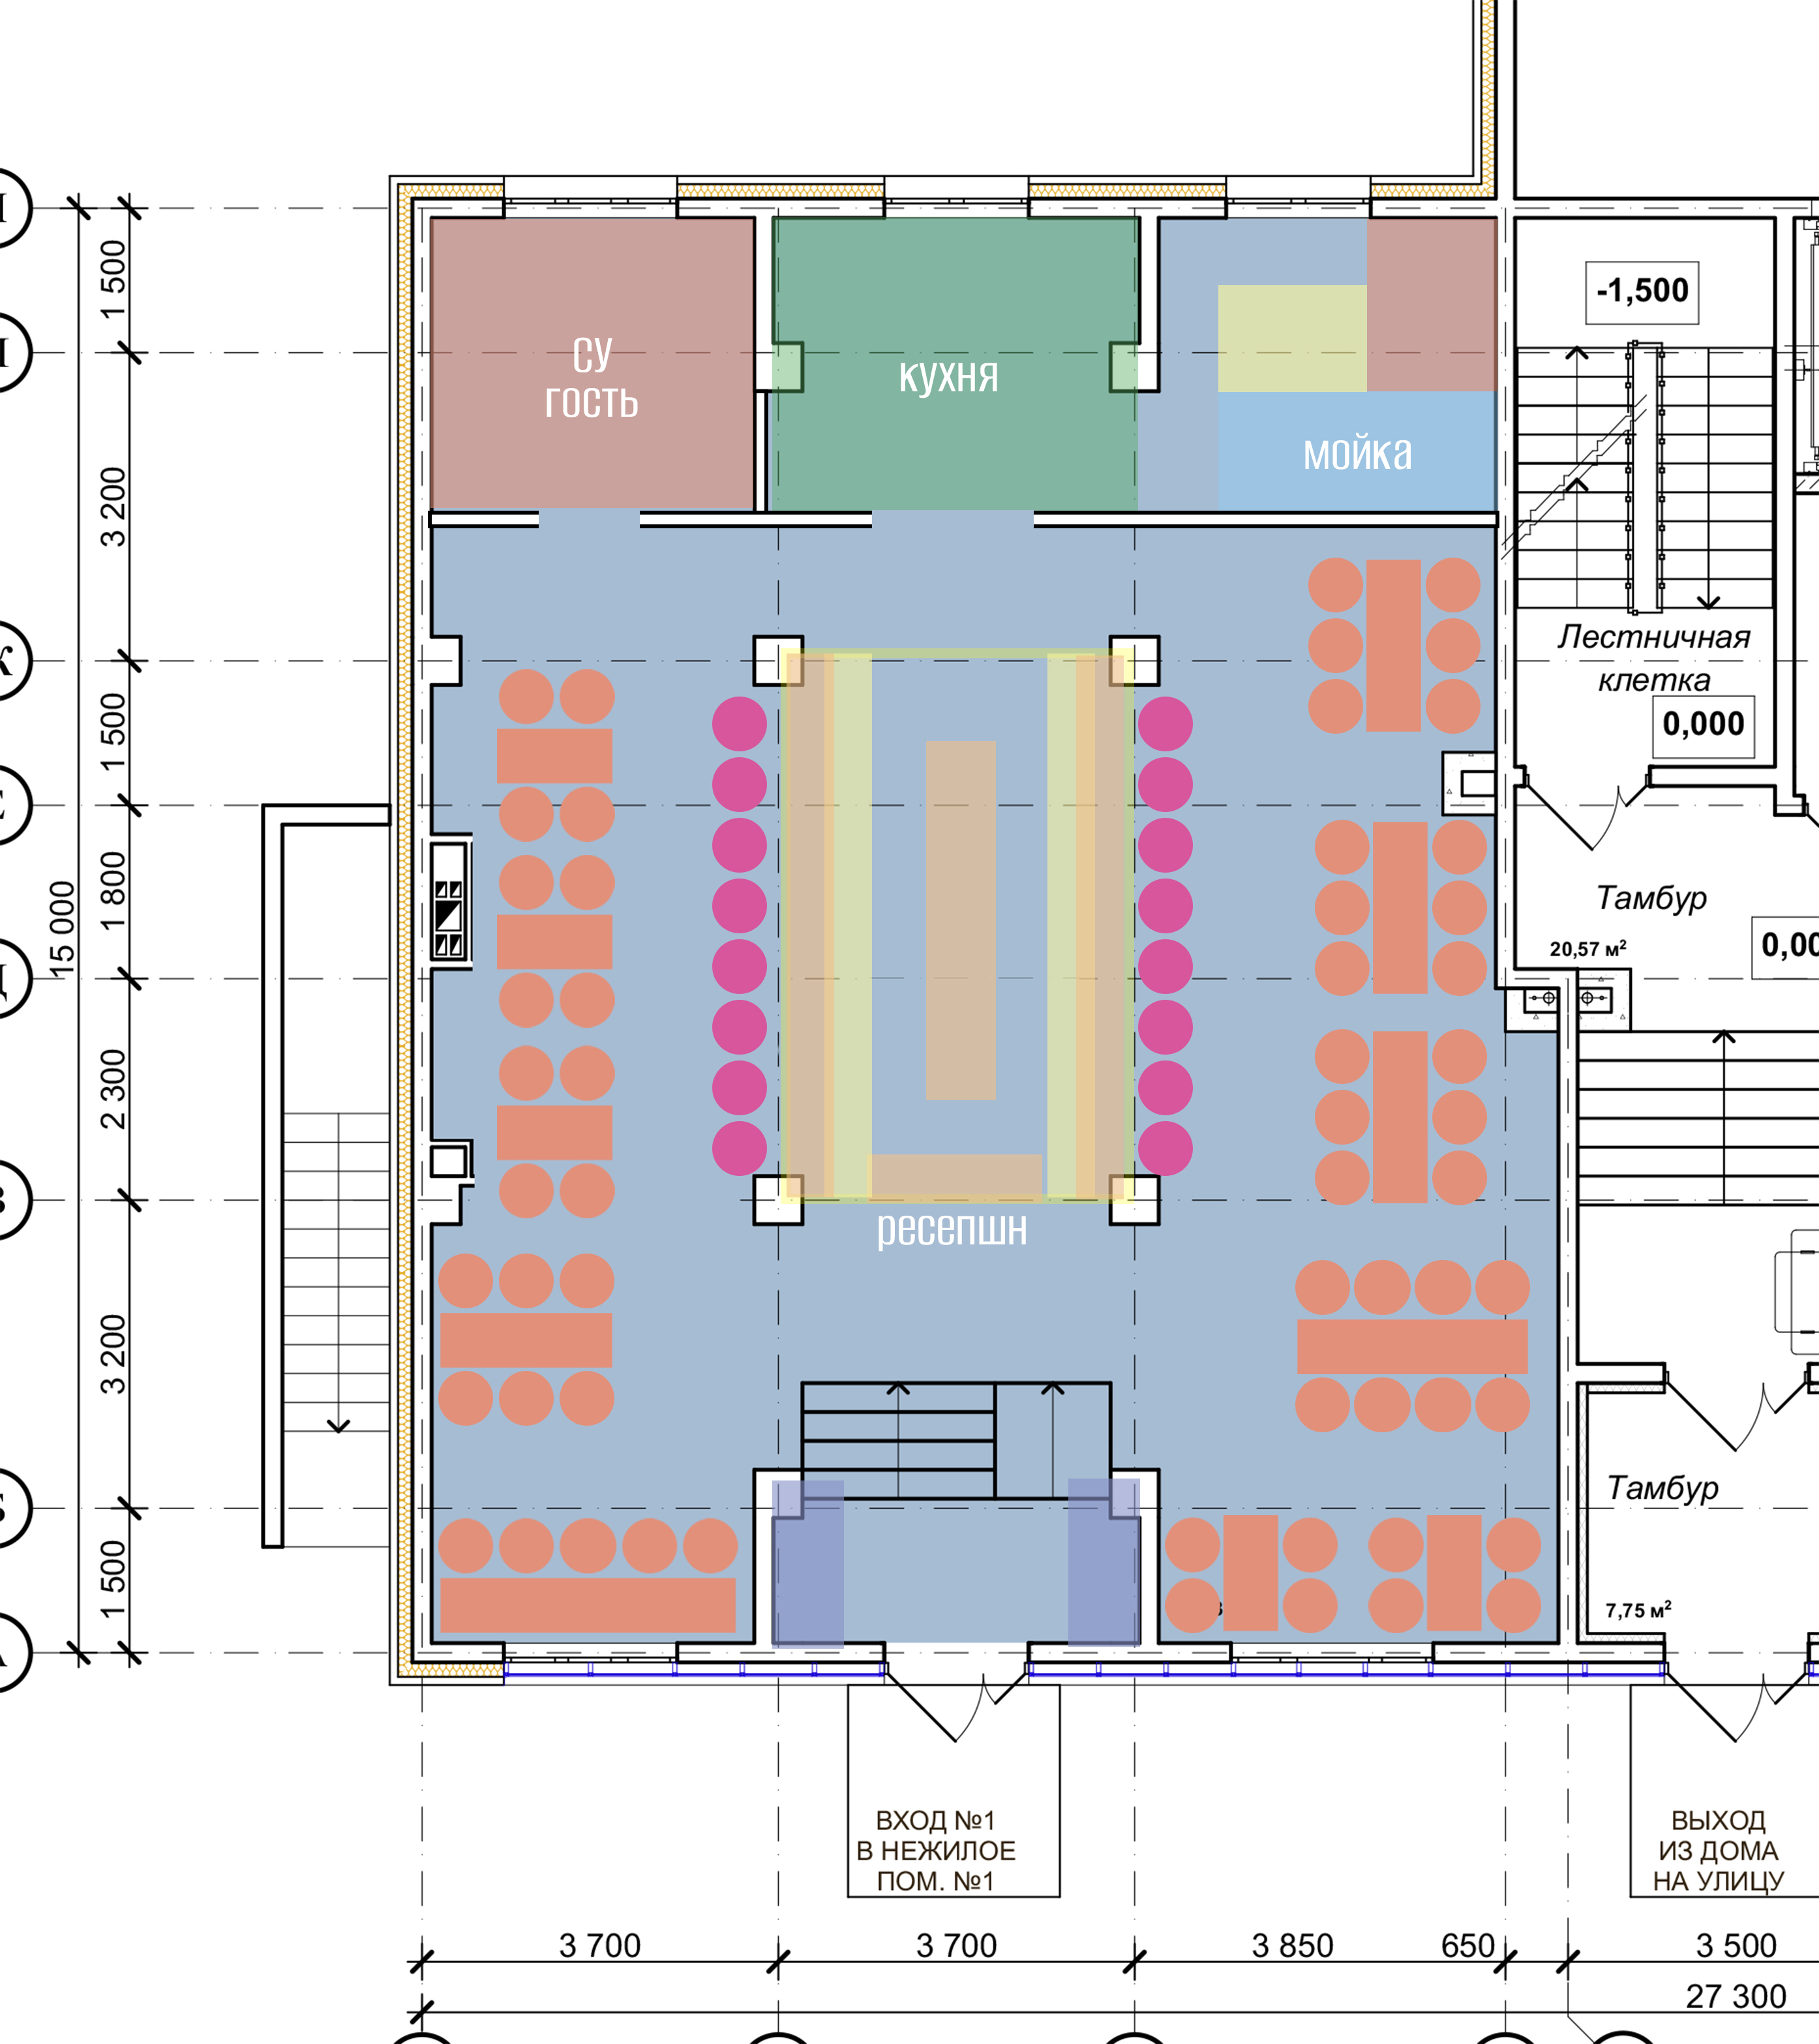 -1,500
СУ
ГОСТЬ
КУХНЯ
МОЙКА
Лестничная
клетка
0,000
Тамбур
20,57 м²
0,00
ресепшн
Тамбур
7,75 м²
1 500
3 200
1 500
1 800
2 300
3 200
1 500
15 000
К
ВХОД №1
В НЕЖИЛОЕ
ПОМ. №1
ВЫХОД
ИЗ ДОМА
НА УЛИЦУ
3 700
3 700
3 850
650
3 500
27 300